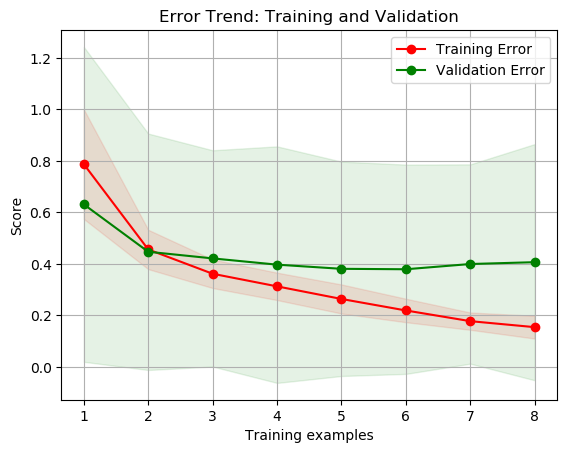 Error Trend: Training and Validation
Training Error
Validation Error
Score
1.2
1.0
0.8
0.6
0.4
0.2
0.0
1 2 3 4 5 6 7 8
Training examples